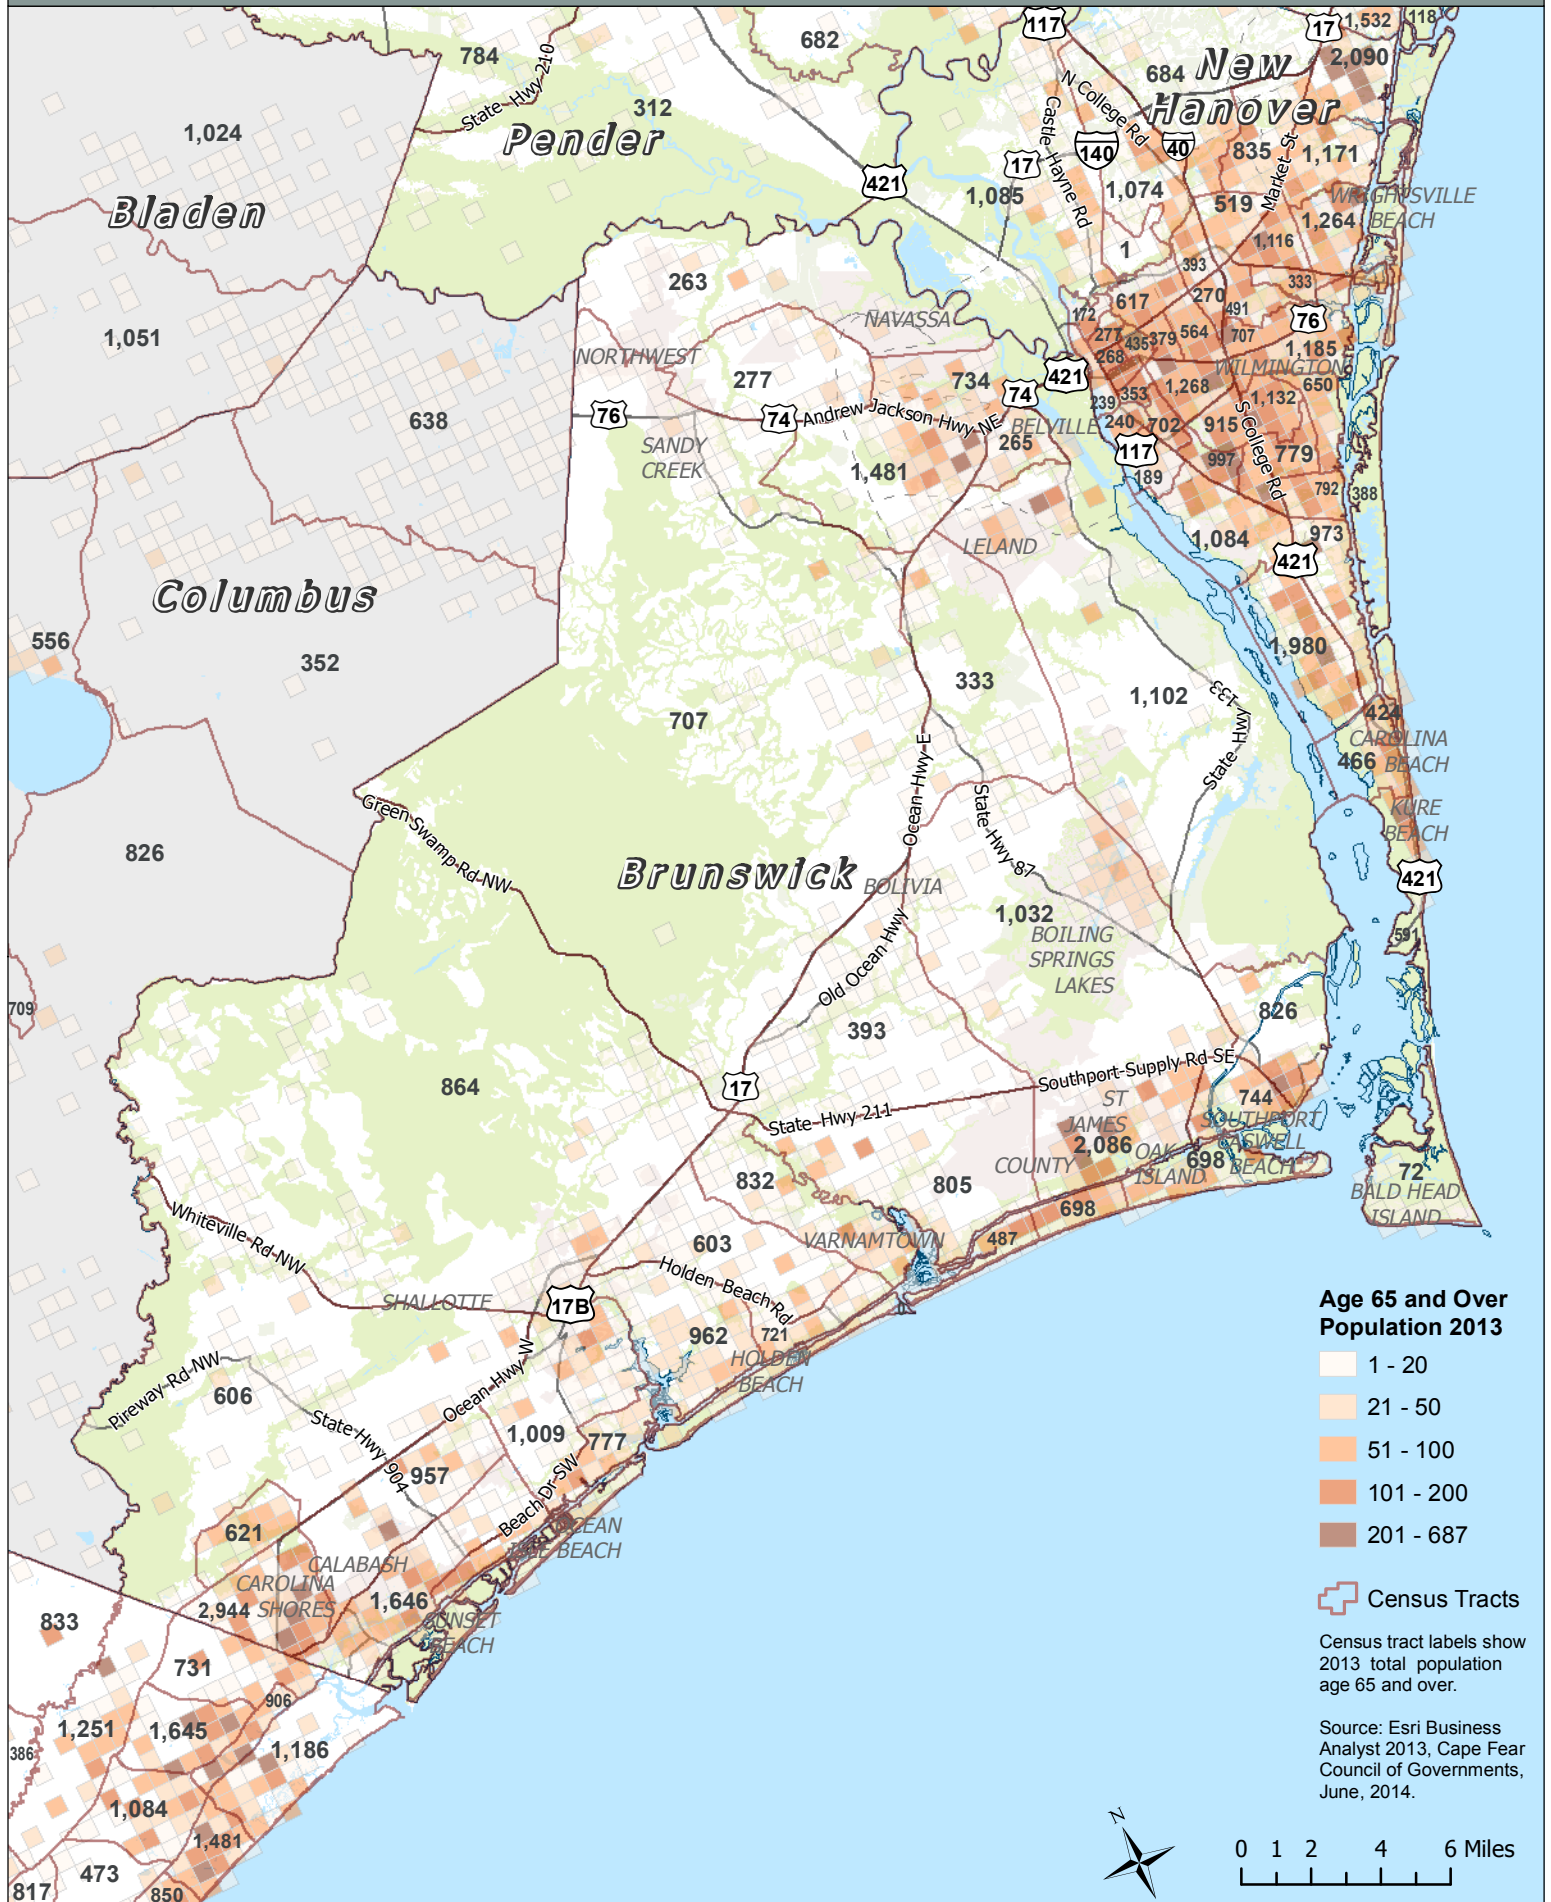 117
17
1,532
118
784
State Hwy 210
682
684
New
Hanover
2,090
N College Rd
312
Pender
1,024
Castle Hayne Rd
140
40
835
Market St
1,171
17
421
1,085
1,074
519
WRIGHTSVILLE
BEACH
1,264
Bladen
1,116
1
393
333
263
617
270
491
172
76
NAVASSA
277
435
379
564
707
1,185
1,051
NORTHWEST
268
WILMINGTON
277
734
421
650
74
353
1,268
1,132
239
638
76
74
Andrew Jackson Hwy NE
BELVILLE
240
702
915
S College Rd
SANDY
CREEK
265
117
997
779
1,481
189
792
388
LELAND
1,084
973
421
Columbus
556
352
1,980
333
1,102
133
State Hwy
707
424
CAROLINA
BEACH
466
Ocean Hwy E
State Hwy 87
KURE
BEACH
Green Swamp Rd NW
826
Brunswick
BOLIVIA
421
1,032
BOILING
SPRINGS
LAKES
591
Old Ocean Hwy
709
826
393
864
17
Southport-Supply Rd SE
State Hwy 211
ST
JAMES
744
SOUTHPORT
2,086
CASWELL
BEACH
OAK
ISLAND
698
COUNTY
72
BALD HEAD
ISLAND
832
805
698
Whiteville Rd NW
603
VARNAMTOWN
487
Holden Beach Rd
SHALLOTTE
17B
962
721
HOLDEN
BEACH
Pireway Rd NW
606
Ocean Hwy W
State Hwy 904
1,009
777
957
Beach Dr SW
621
OCEAN
ISLE BEACH
CALABASH
CAROLINA
SHORES
2,944
1,646
SUNSET
BEACH
833
731
906
1,251
1,645
1,186
386
1,084
1,481
473
817
850
Age 65 and Over
Population 2013
1 - 20
21 - 50
51 - 100
101 - 200
201 - 687
Census Tracts
Census tract labels show
2013 total population
age 65 and over.
Source: Esri Business
Analyst 2013, Cape Fear
Council of Governments,
June, 2014.
N
0 1 2 4 6 Miles